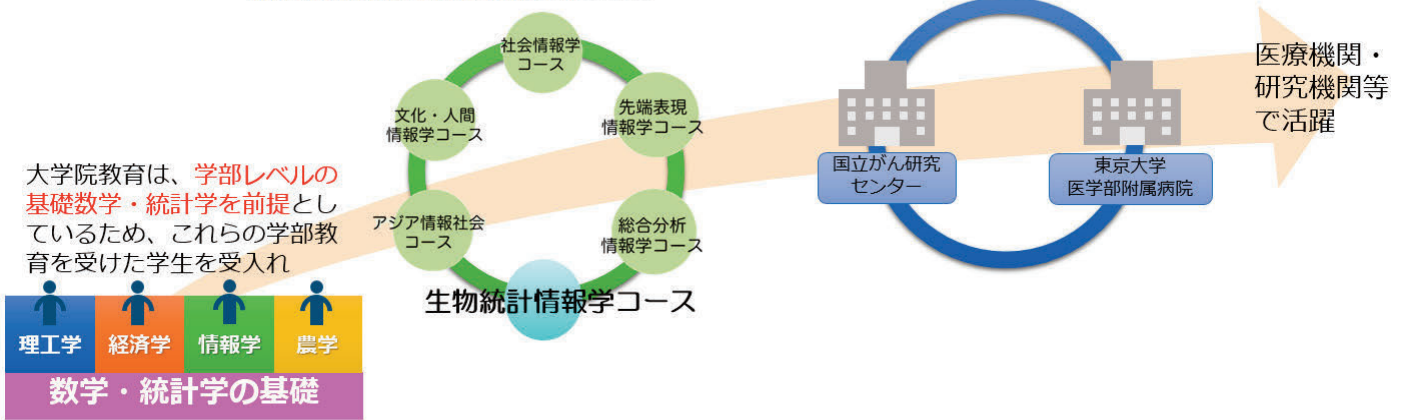 大学院教育は、学部レベルの
基礎数学・統計学を前提とし
ているため、これらの学部教
育を受けた学生を受入れ
理工学
経済学
情報学
農学
数学・統計学の基礎
社会情報学
コース
文化・人間
情報学コース
先端表現
情報学コース
アジア情報社会
コース
総合分析
情報学コース
生物統計情報学コース
国立がん研究
センター
東京大学
医学部附属病院
医療機関・
研究機関等
で活躍